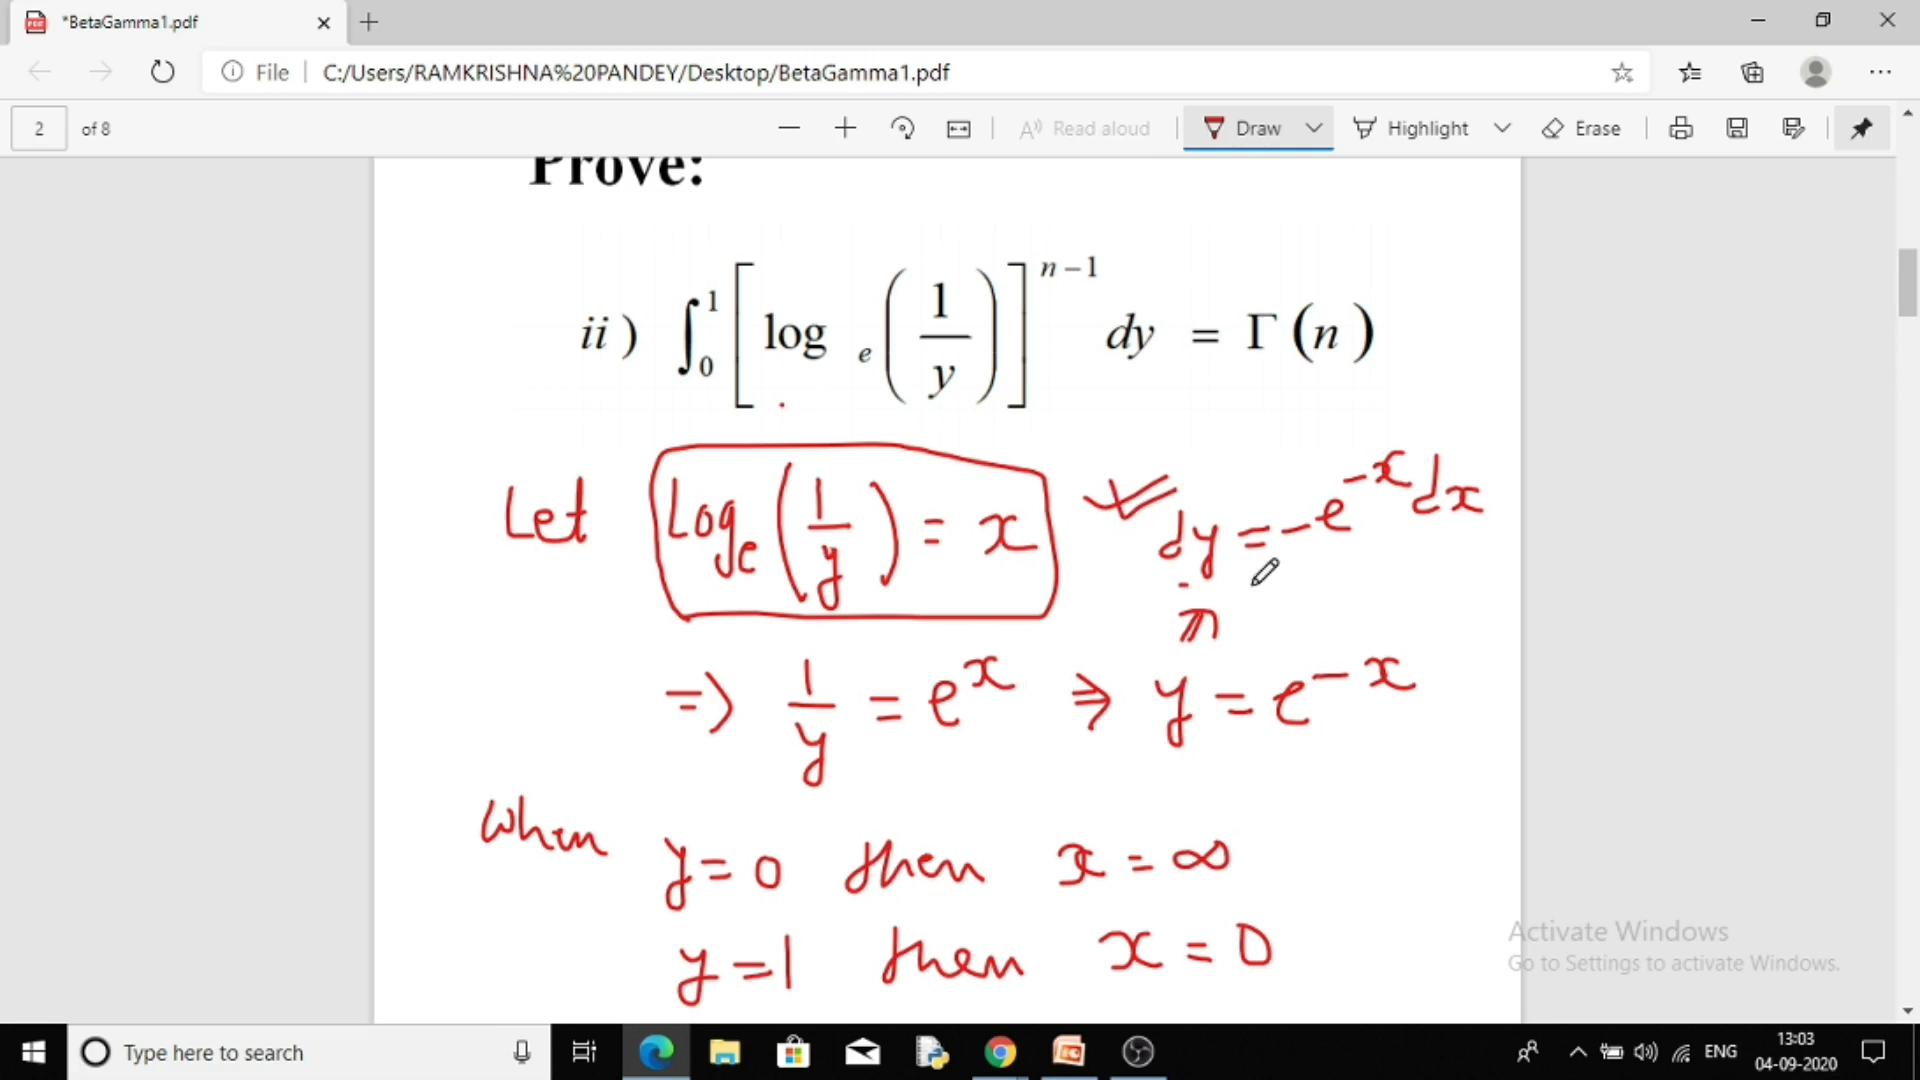 *BetaGamma1.pdf
File | C:/Users/RAMKRISHNA%20PANDEY/Desktop/BetaGamma1.pdf
2 of 8 Read aloud Draw Highlight Erase
Prove:
ii ) ∫₀¹ [ log e ( 1/y ) ]^(n−1) dy = Γ (n)
Let Loge (1/y) = x dy = -e^(-x) dx
=> 1/y = e^x ⇒ y = e^(-x)
When y = 0 then x = ∞
y = 1 then x = 0
Activate Windows
Go to Settings to activate Windows.
Type here to search
ENG
13:03
04-09-2020